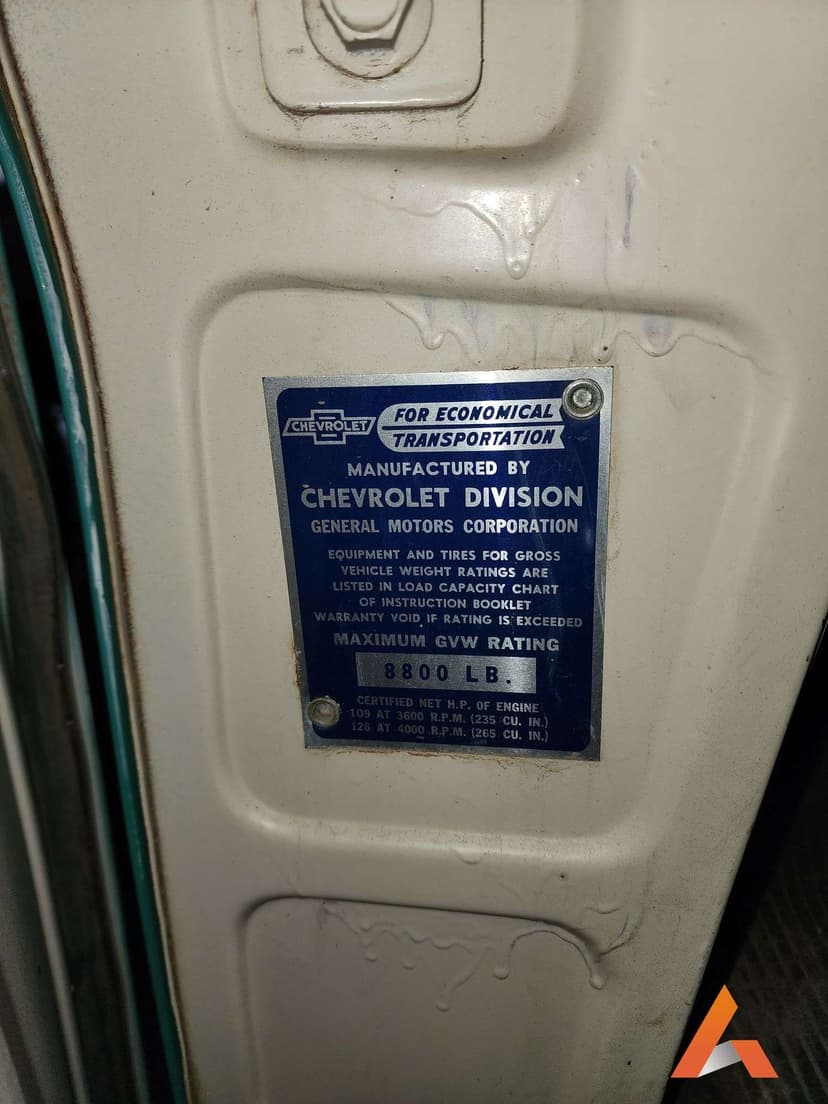 CHEVROLET
FOR ECONOMICAL
TRANSPORTATION
MANUFACTURED BY
CHEVROLET DIVISION
GENERAL MOTORS CORPORATION
EQUIPMENT AND TIRES FOR GROSS
VEHICLE WEIGHT RATINGS ARE
LISTED IN LOAD CAPACITY CHART
OF INSTRUCTION BOOKLET
WARRANTY VOID IF RATING IS EXCEEDED
MAXIMUM GVW RATING
8800 LB.
CERTIFIED NET H.P. OF ENGINE
109 AT 3600 R.P.M. (235 CU. IN.)
126 AT 4000 R.P.M. (265 CU. IN.)